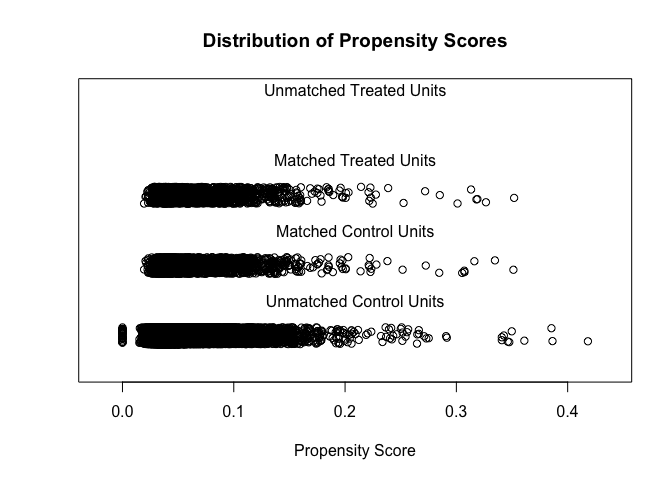 Distribution of Propensity Scores
Unmatched Treated Units
Matched Treated Units
Matched Control Units
Unmatched Control Units
0.0 0.1 0.2 0.3 0.4
Propensity Score